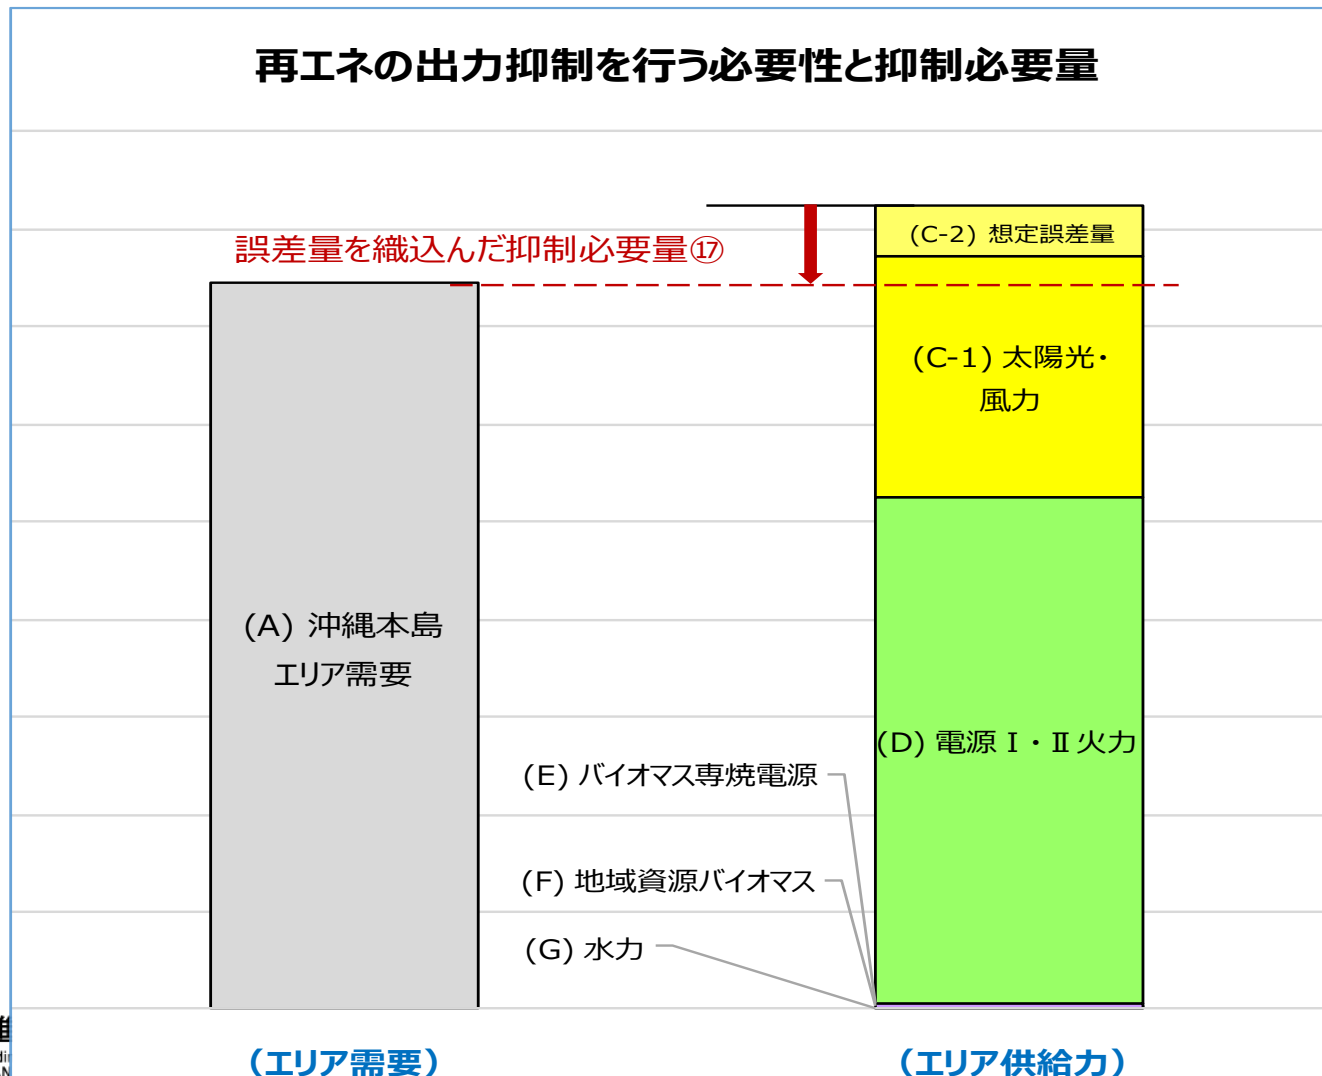 再エネの出力抑制を行う必要性と抑制必要量
(C-2) 想定誤差量
誤差量を織込んだ抑制必要量⑰
(C-1) 太陽光・
風力
(A) 沖縄本島
エリア需要
(D) 電源Ⅰ・Ⅱ火力
(E) バイオマス専焼電源
(F) 地域資源バイオマス
(G) 水力
（エリア需要）
（エリア供給力）